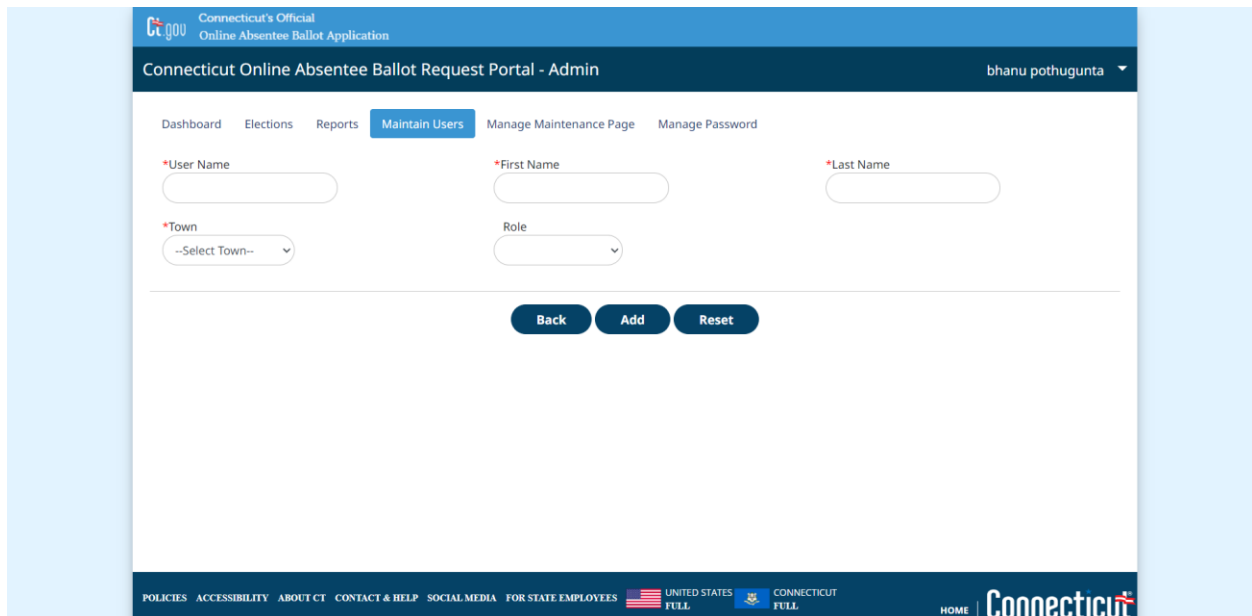 Ct.gou
Connecticut's Official
Online Absentee Ballot Application
Connecticut Online Absentee Ballot Request Portal - Admin
bhanu pothugunta
Dashboard Elections Reports Maintain Users Manage Maintenance Page Manage Password
*User Name *First Name *Last Name
*Town Role
--Select Town--
Back Add Reset
POLICIES ACCESSIBILITY ABOUT CT CONTACT & HELP SOCIAL MEDIA FOR STATE EMPLOYEES
UNITED STATES
FULL
CONNECTICUT
FULL
HOME | Connecticut